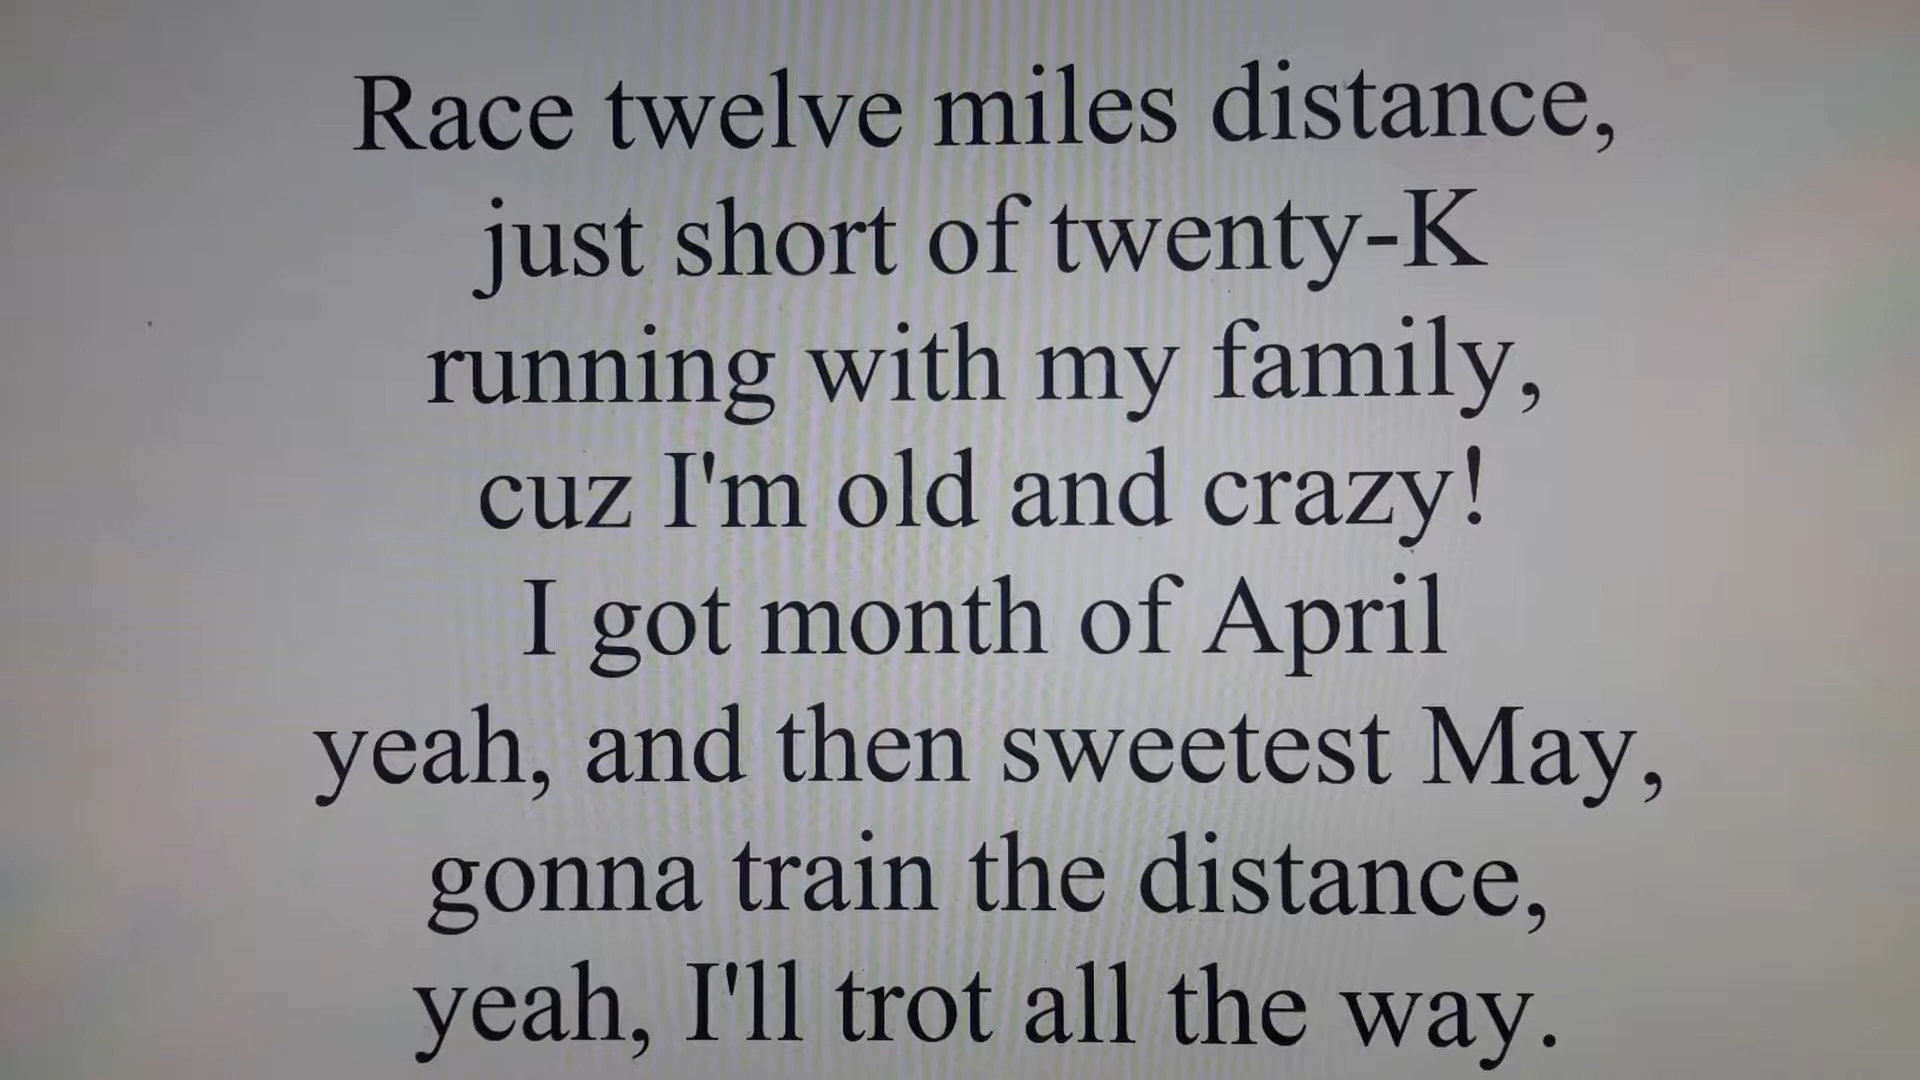 Race twelve miles distance,
just short of twenty-K
running with my family,
cuz I'm old and crazy!
I got month of April
yeah, and then sweetest May,
gonna train the distance,
yeah, I'll trot all the way.